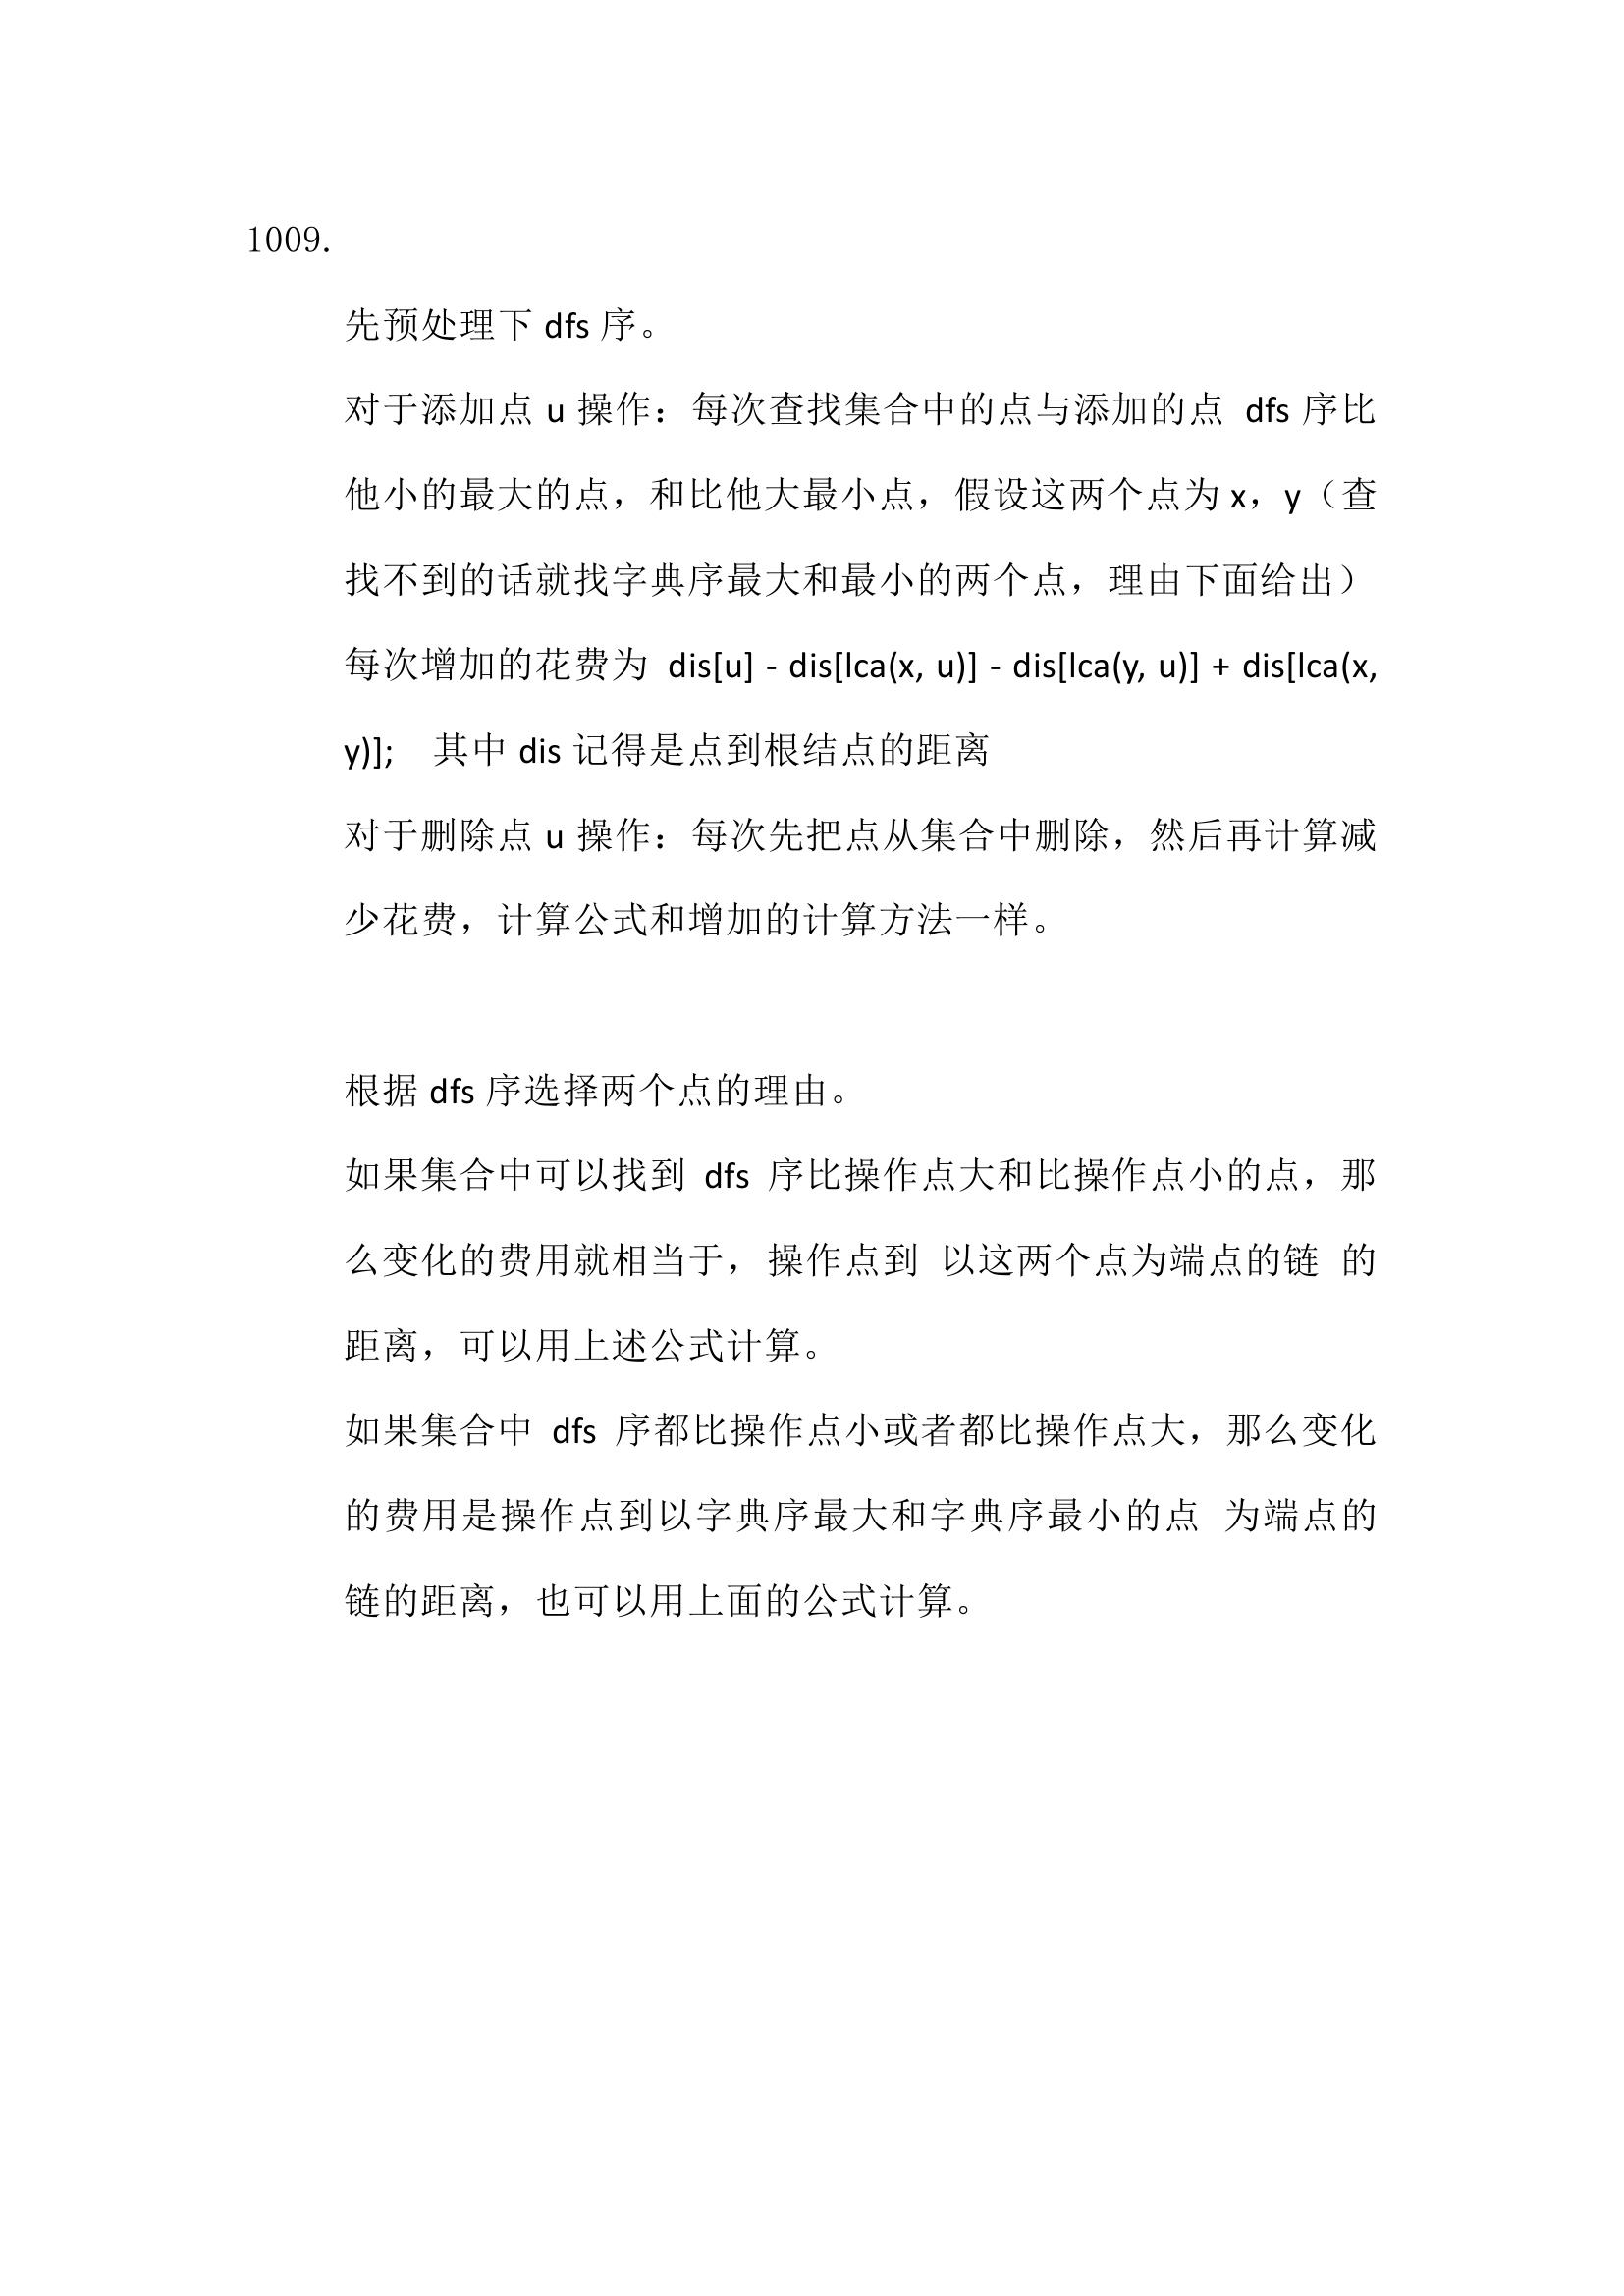 1009.
先预处理下 dfs 序。
对于添加点 u 操作：每次查找集合中的点与添加的点 dfs 序比
他小的最大的点，和比他大最小点，假设这两个点为 x，y（查
找不到的话就找字典序最大和最小的两个点，理由下面给出）
每次增加的花费为 dis[u] - dis[lca(x, u)] - dis[lca(y, u)] + dis[lca(x,
y)]; 其中 dis 记得是点到根结点的距离
对于删除点 u 操作：每次先把点从集合中删除，然后再计算减
少花费，计算公式和增加的计算方法一样。
根据 dfs 序选择两个点的理由。
如果集合中可以找到 dfs 序比操作点大和比操作点小的点，那
么变化的费用就相当于，操作点到 以这两个点为端点的链 的
距离，可以用上述公式计算。
如果集合中 dfs 序都比操作点小或者都比操作点大，那么变化
的费用是操作点到以字典序最大和字典序最小的点 为端点的
链的距离，也可以用上面的公式计算。